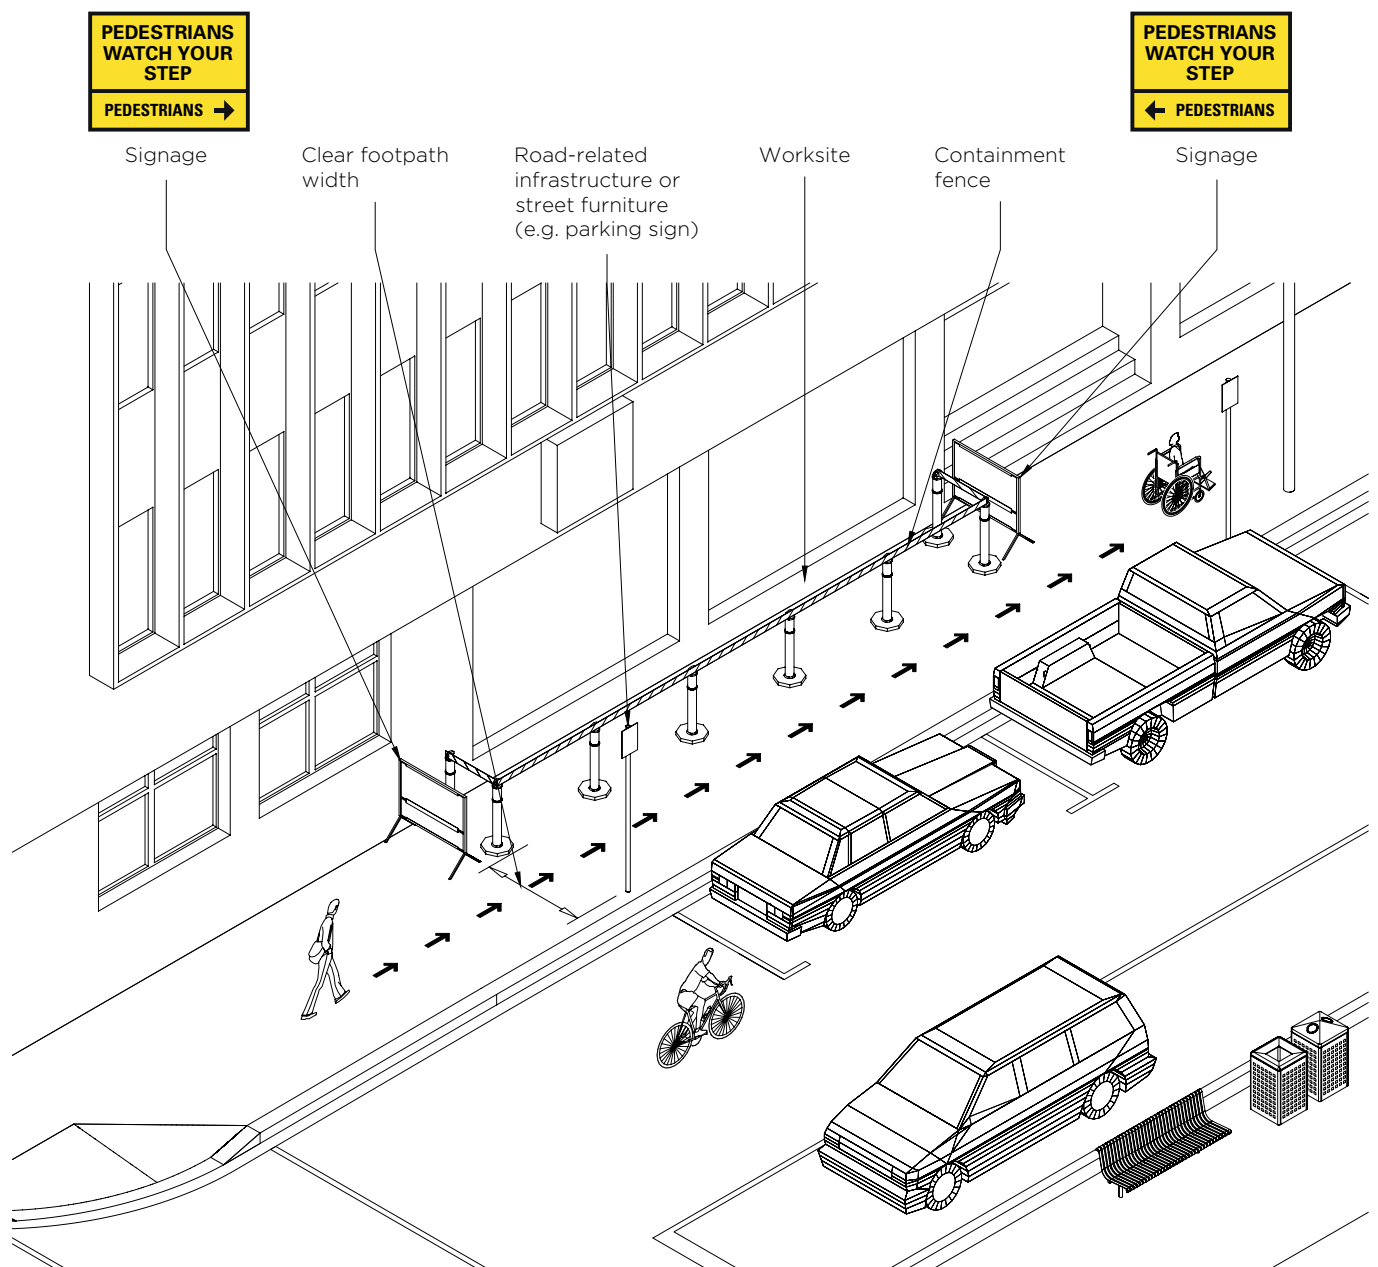 PEDESTRIANS
WATCH YOUR
STEP
PEDESTRIANS →
PEDESTRIANS
WATCH YOUR
STEP
← PEDESTRIANS
Signage
Clear footpath
width
Road-related
infrastructure or
street furniture
(e.g. parking sign)
Worksite
Containment
fence
Signage